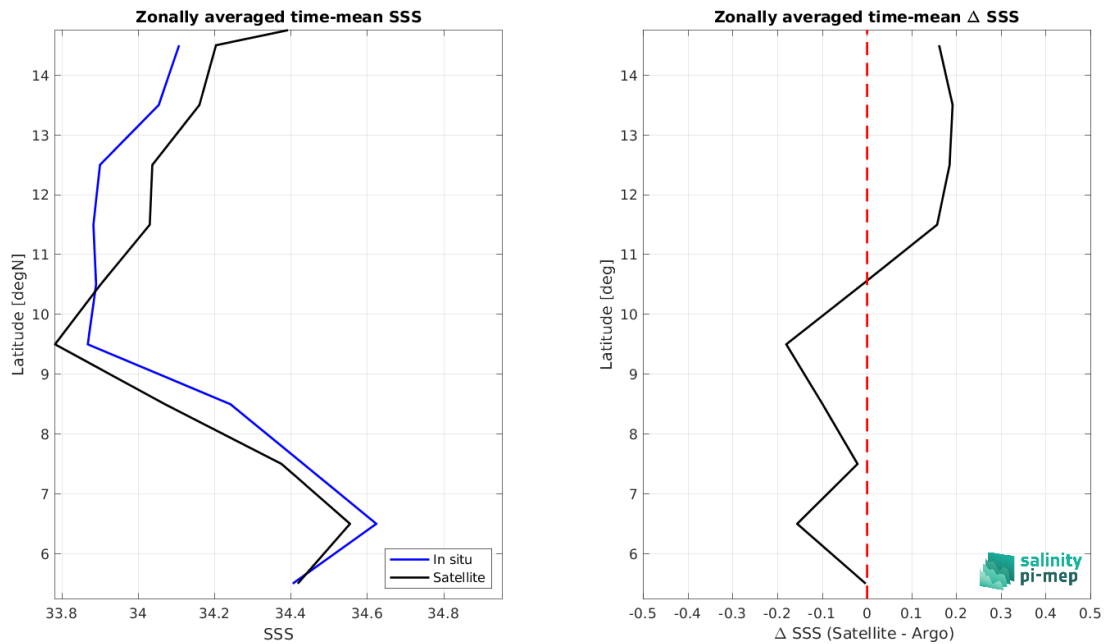 Zonally averaged time-mean SSS
14
13
12
11
10
9
8
7
6
Latitude [degN]
In situ
Satellite
33.8 34 34.2 34.4 34.6 34.8
SSS
Zonally averaged time-mean Δ SSS
14
13
12
11
10
9
8
7
6
Latitude [deg]
salinity
pi-mep
-0.5 -0.4 -0.3 -0.2 -0.1 0 0.1 0.2 0.3 0.4 0.5
Δ SSS (Satellite - Argo)